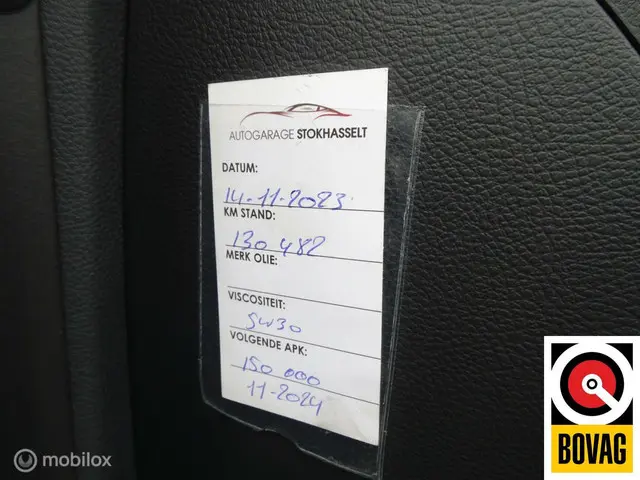 AUTOGARAGE STOKHASSELT
DATUM:
14-11-2023
KM STAND:
130 482
MERK OLIE:
VISCOSITEIT:
5W30
VOLGENDE APK:
150 000
11-2024
BOVAG
mobilox